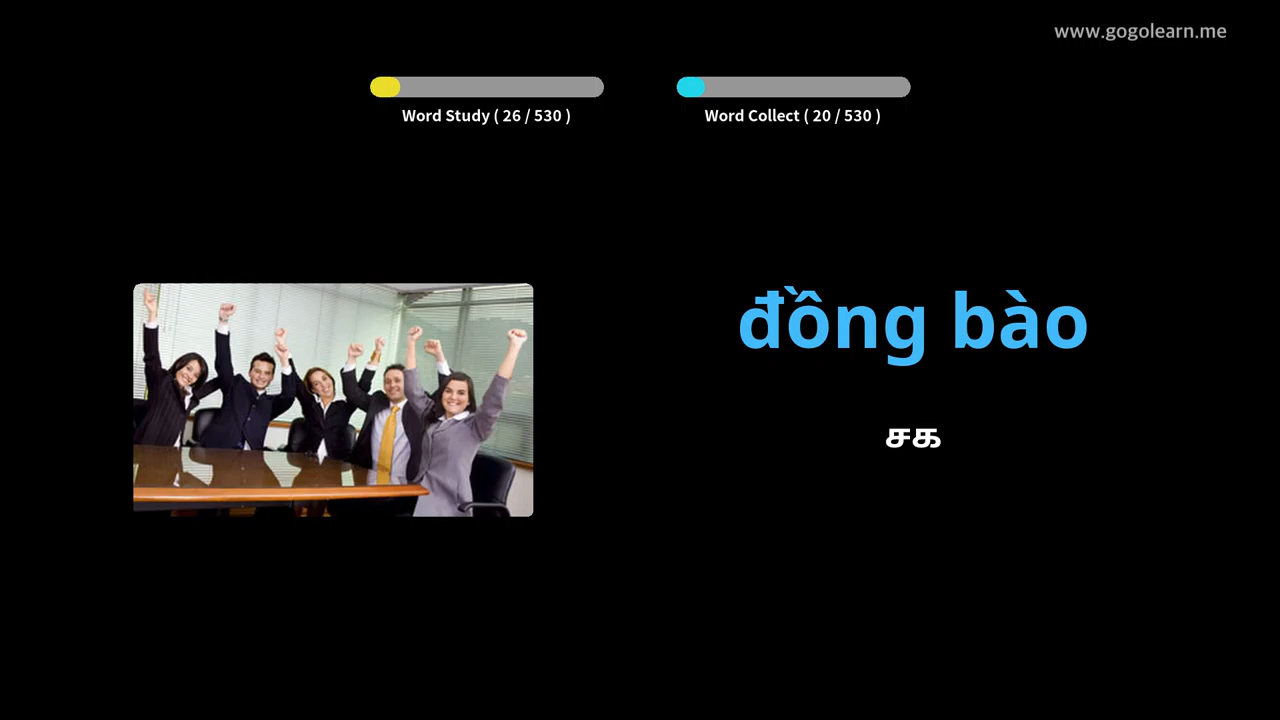 www.gogolearn.me
Word Study ( 26 / 530 )
Word Collect ( 20 / 530 )
đồng bào
சக